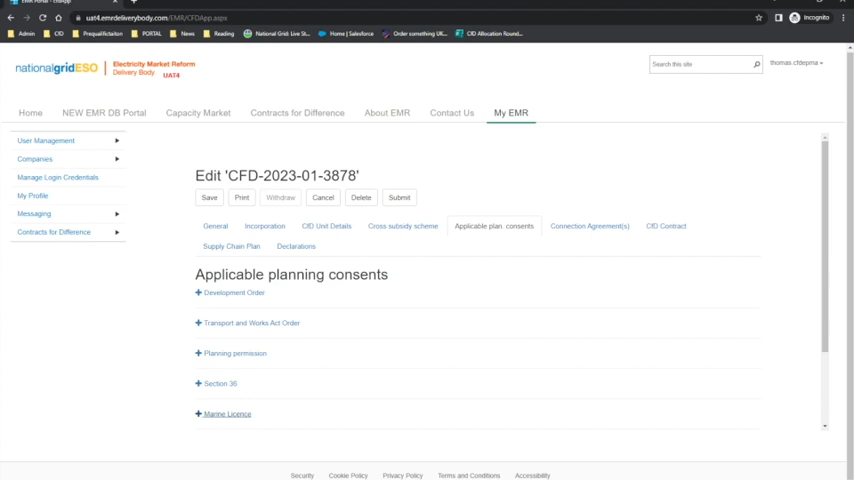 EMR Portal - CfdApp
uat4.emrdeliverybody.com/EMR/CFDApp.aspx
Incognito
Admin
CfD
Prequalificaiton
PORTAL
News
Reading
National Grid: Live St...
Home | Salesforce
Order something UK...
CfD Allocation Round...
nationalgridESO
Electricity Market Reform
Delivery Body UAT4
Search this site
thomas cfdepma
Home
NEW EMR DB Portal
Capacity Market
Contracts for Difference
About EMR
Contact Us
My EMR
User Management
Companies
Manage Login Credentials
My Profile
Messaging
Contracts for Difference
Edit 'CFD-2023-01-3878'
Save
Print
Withdraw
Cancel
Delete
Submit
General
Incorporation
CfD Unit Details
Cross subsidy scheme
Applicable plan. consents
Connection Agreement(s)
CfD Contract
Supply Chain Plan
Declarations
Applicable planning consents
Development Order
Transport and Works Act Order
Planning permission
Section 36
Marine Licence
Security
Cookie Policy
Privacy Policy
Terms and Conditions
Accessibility